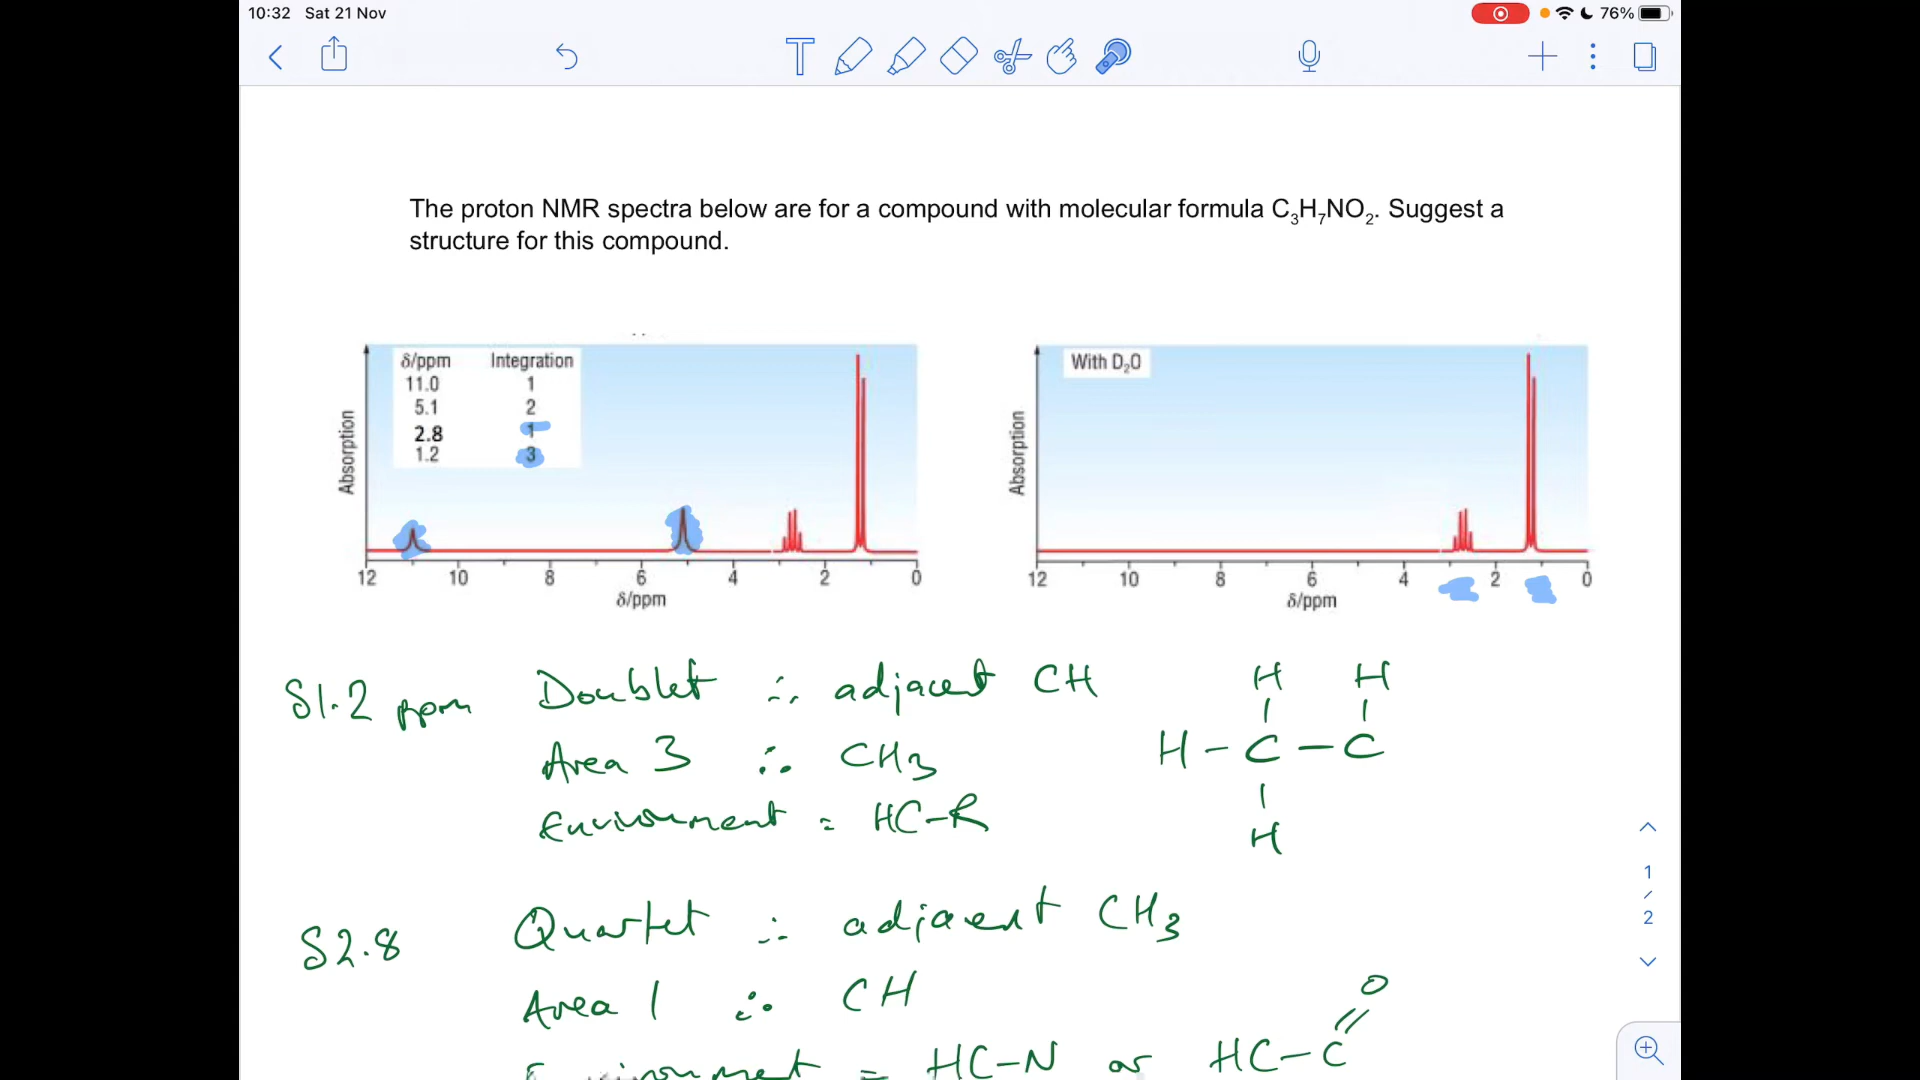 10:32 Sat 21 Nov
76%
The proton NMR spectra below are for a compound with molecular formula C₃H₇NO₂. Suggest a
structure for this compound.
δ/ppm Integration
11.0 1
5.1 2
2.8 1
1.2 3
Absorption
12 10 8 6 4 2 0
δ/ppm
With D₂O
Absorption
12 10 8 6 4 2 0
δ/ppm
δ1.2 ppm Doublet ∴ adjacent CH
Area 3 ∴ CH3
Environment = HC-R
H H
H - C - C
H
δ2.8 Quartet ∴ adjacent CH3
Area 1 ∴ CH
Environment = HC-N or HC-C
O
1
/
2